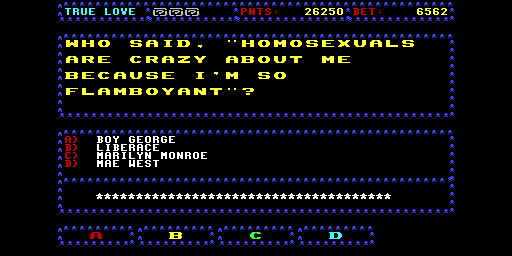 TRUE LOVE PNTS: 26250 BET: 6562
WHO SAID, "HOMOSEXUALS
ARE CRAZY ABOUT ME
BECAUSE I'M SO
FLAMBOYANT"?
A) BOY GEORGE
B) LIBERACE
C) MARILYN MONROE
D) MAE WEST
*************************************
A B C D